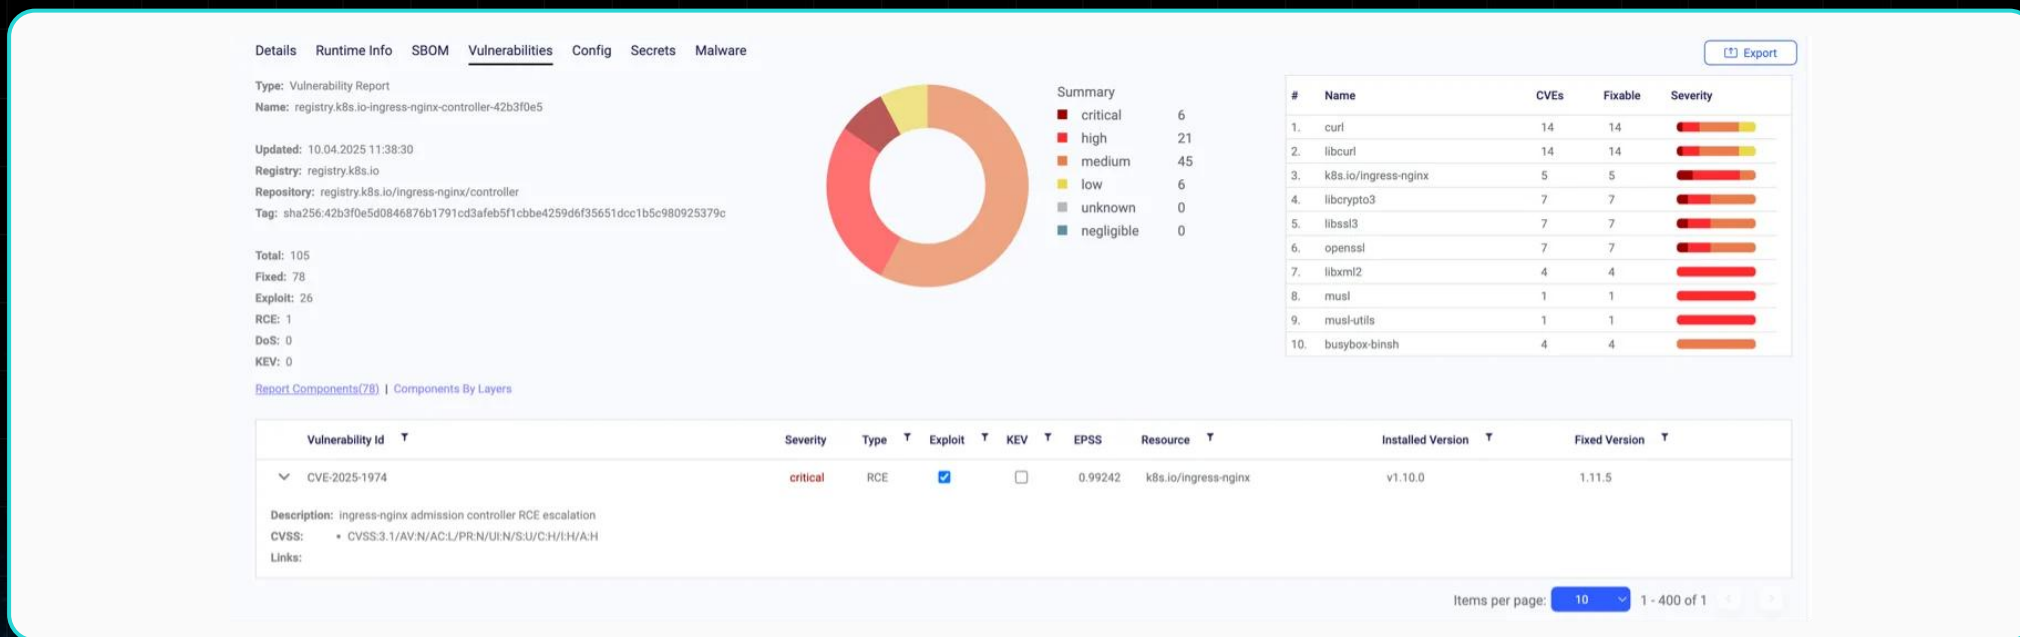 Details Runtime Info SBOM Vulnerabilities Config Secrets Malware
Export
Type: Vulnerability Report
Name: registry.k8s.io-ingress-nginx-controller-42b3f0e5
Updated: 10.04.2025 11:38:30
Registry: registry.k8s.io
Repository: registry.k8s.io/ingress-nginx/controller
Tag: sha256:42b3f0e5d0846876b1791cd3afeb5f1cbbe4259d6f35651dcc1b5c980925379c
Total: 105
Fixed: 78
Exploit: 26
RCE: 1
DoS: 0
KEV: 0
Report Components(78) | Components By Layers
Summary
critical 6
high 21
medium 45
low 6
unknown 0
negligible 0
# Name CVEs Fixable Severity
1. curl 14 14
2. libcurl 14 14
3. k8s.io/ingress-nginx 5 5
4. libcrypto3 7 7
5. libssl3 7 7
6. openssl 7 7
7. libxml2 4 4
8. musl 1 1
9. musl-utils 1 1
10. busybox-binsh 4 4
Vulnerability Id Severity Type Exploit KEV EPSS Resource Installed Version Fixed Version
CVE-2025-1974 critical RCE 0.99242 k8s.io/ingress-nginx v1.10.0 1.11.5
Description: ingress-nginx admission controller RCE escalation
CVSS: • CVSS:3.1/AV:N/AC:L/PR:N/UI:N/S:U/C:H/I:H/A:H
Links:
Items per page: 10 1 - 400 of 1